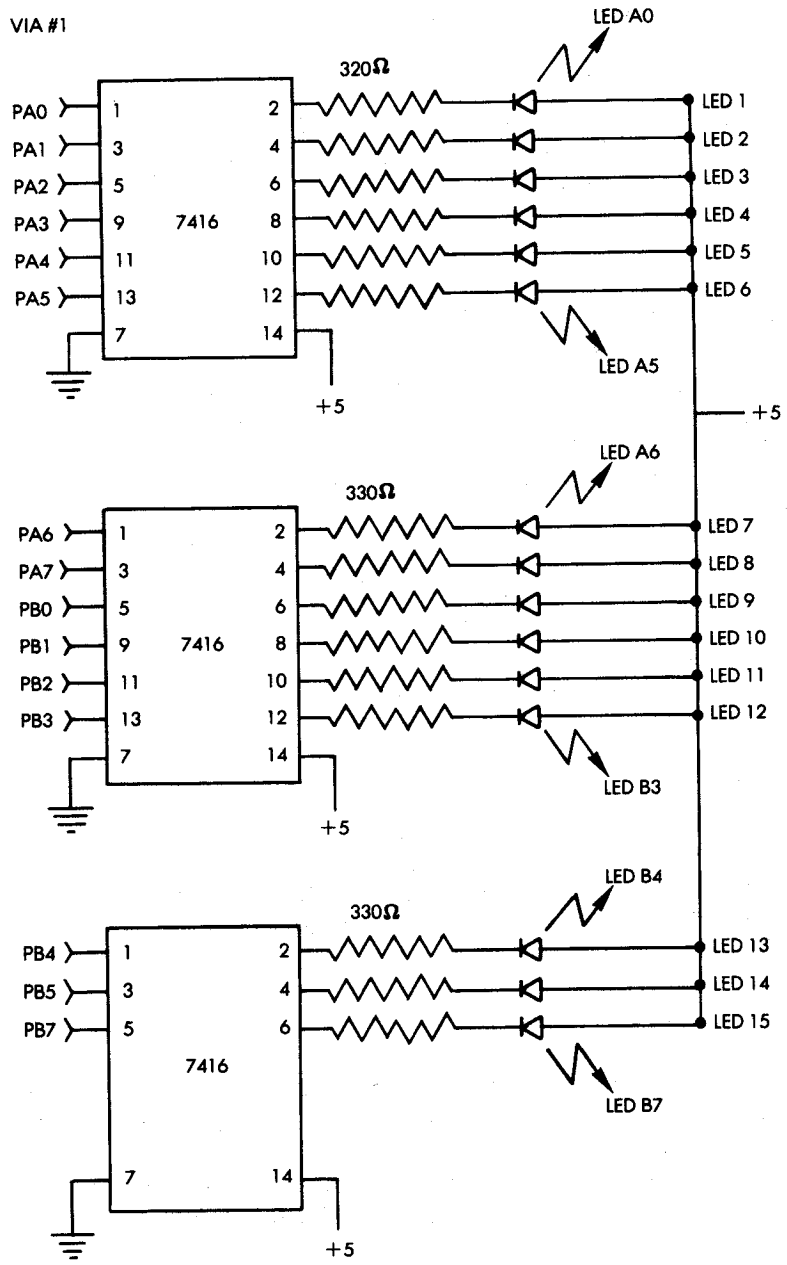 VIA #1
LED A0
320Ω
PA0 1 2 LED 1
PA1 3 4 LED 2
PA2 5 6 LED 3
PA3 9 7416 8 LED 4
PA4 11 10 LED 5
PA5 13 12 LED 6
7 14
LED A5
+5
+5
LED A6
330Ω
PA6 1 2 LED 7
PA7 3 4 LED 8
PB0 5 6 LED 9
PB1 9 7416 8 LED 10
PB2 11 10 LED 11
PB3 13 12 LED 12
7 14
LED B3
+5
LED B4
330Ω
PB4 1 2 LED 13
PB5 3 4 LED 14
PB7 5 6 LED 15
7416
LED B7
7 14
+5